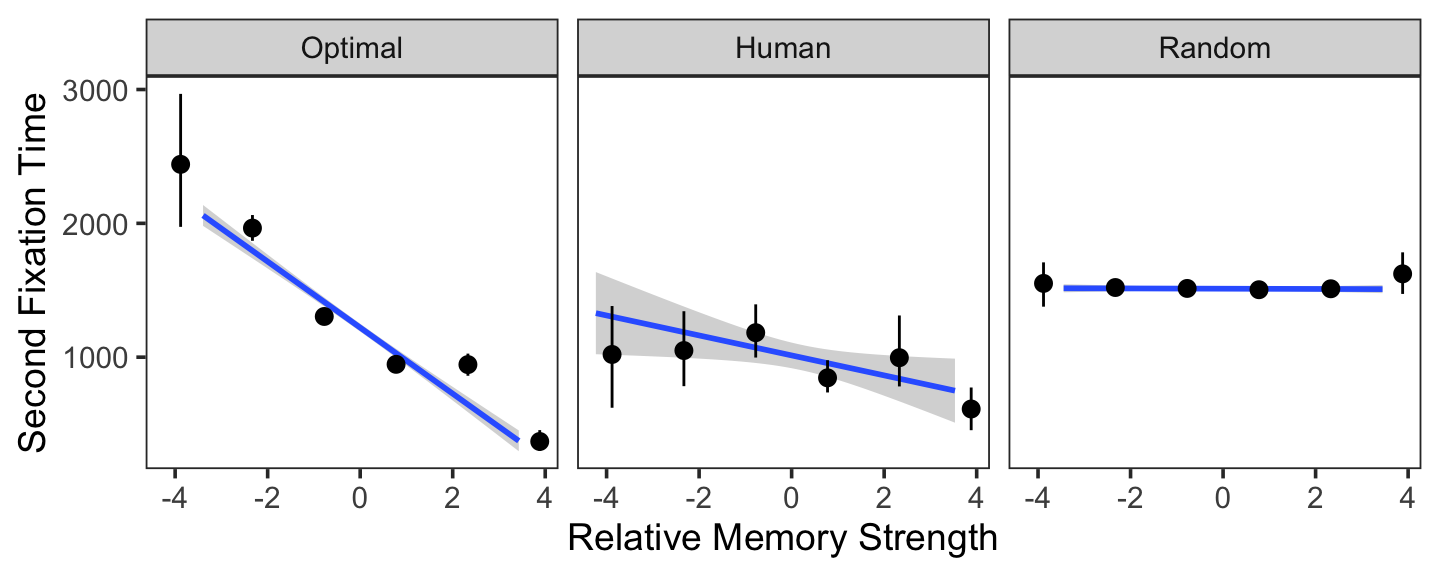 Optimal
Human
Random
Second Fixation Time
3000
2000
1000
-4 -2 0 2 4
-4 -2 0 2 4
-4 -2 0 2 4
Relative Memory Strength